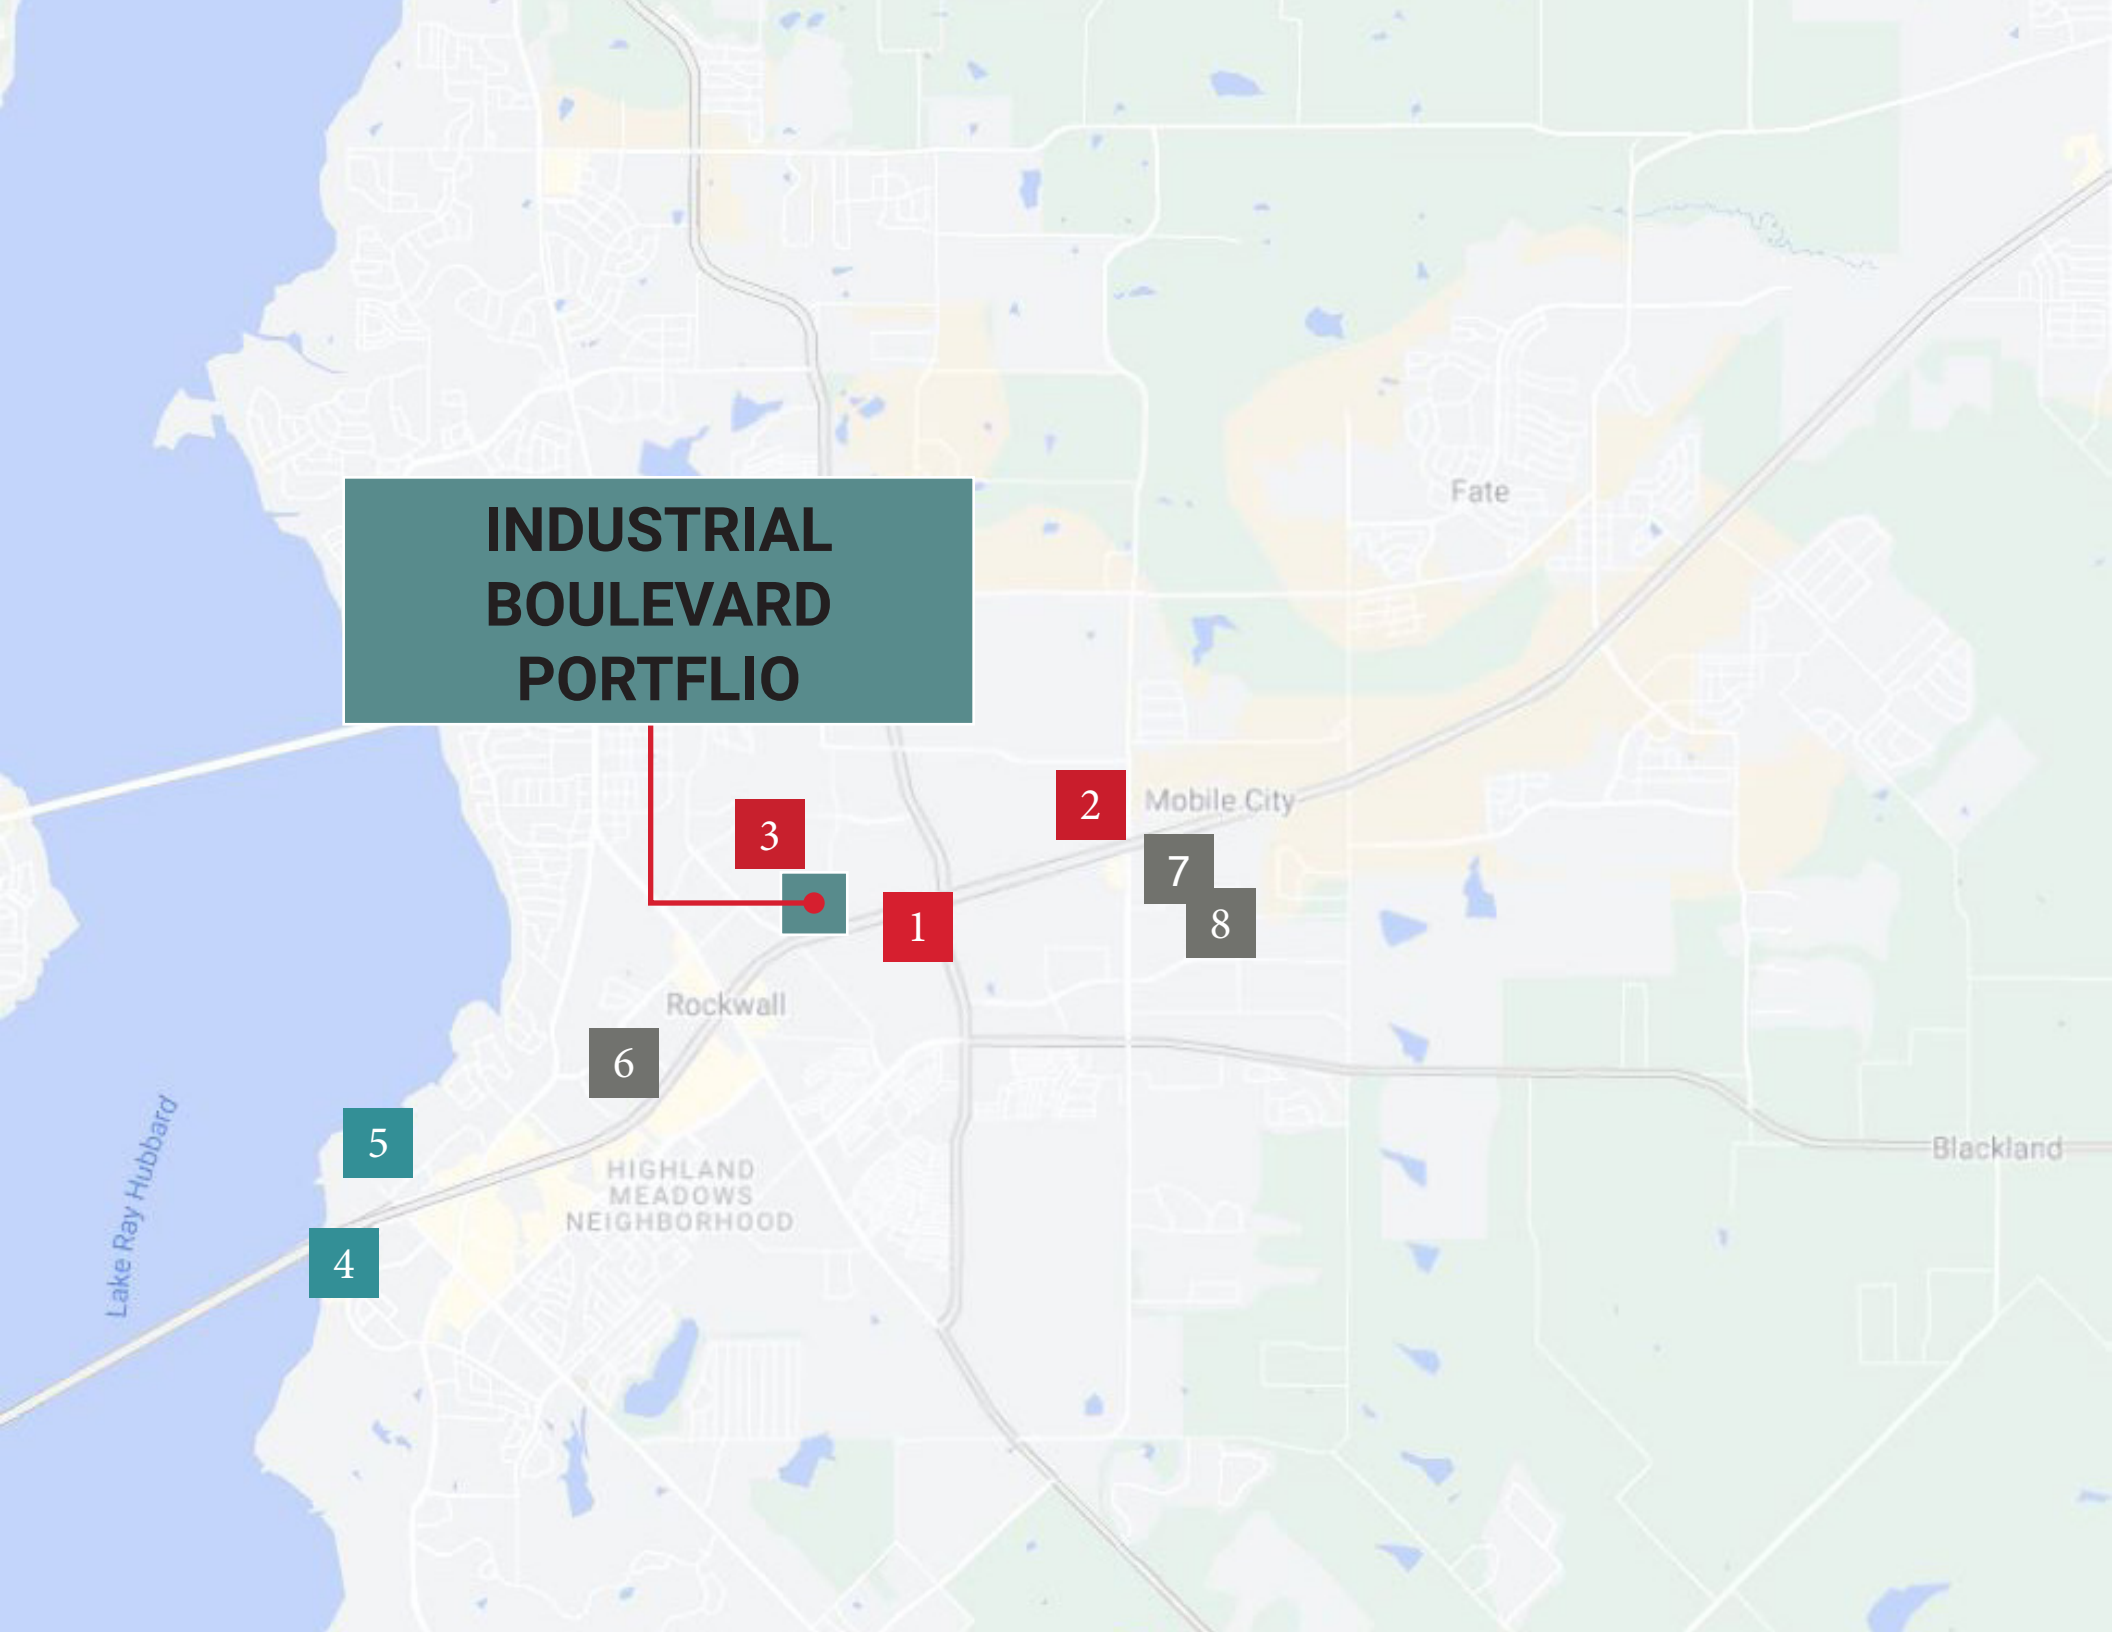 Fate
INDUSTRIAL
BOULEVARD
PORTFLIO
2
Mobile City
3
7
1
8
Rockwall
6
5
Blackland
HIGHLAND
MEADOWS
NEIGHBORHOOD
Lake Ray Hubbard
4